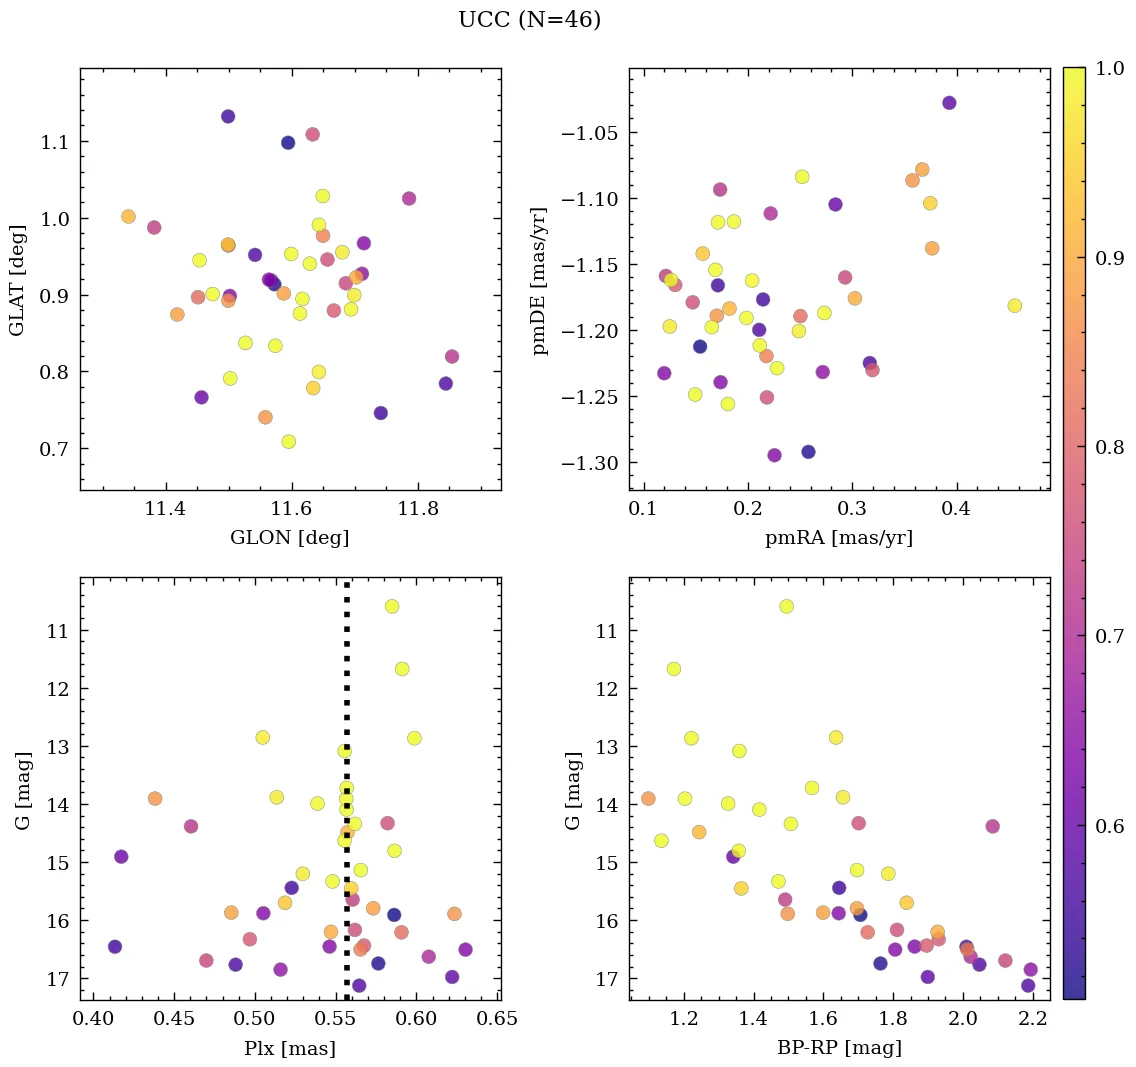 UCC (N=46)
1.1
1.0
0.9
0.8
0.7
GLAT [deg]
11.4 11.6 11.8
GLON [deg]
−1.05
−1.10
−1.15
−1.20
−1.25
−1.30
pmDE [mas/yr]
0.1 0.2 0.3 0.4
pmRA [mas/yr]
1.0
0.9
0.8
0.7
0.6
11
12
13
14
15
16
17
G [mag]
0.40 0.45 0.50 0.55 0.60 0.65
Plx [mas]
11
12
13
14
15
16
17
G [mag]
1.2 1.4 1.6 1.8 2.0 2.2
BP-RP [mag]